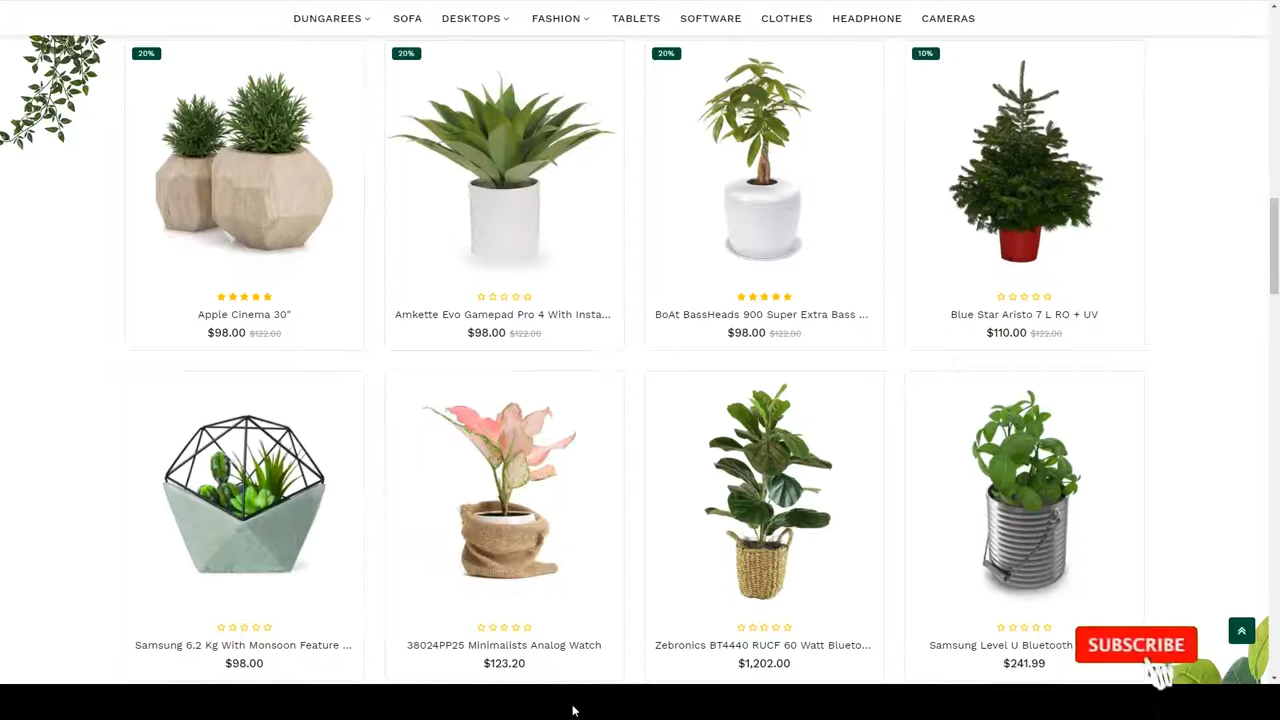 DUNGAREES SOFA DESKTOPS FASHION TABLETS SOFTWARE CLOTHES HEADPHONE CAMERAS
20% 20% 20% 10%
Apple Cinema 30" Amkette Evo Gamepad Pro 4 With Insta... BoAt BassHeads 900 Super Extra Bass ... Blue Star Aristo 7 L RO + UV
$98.00 $122.00 $98.00 $122.00 $98.00 $122.00 $110.00 $122.00
Samsung 6.2 Kg With Monsoon Feature ... 38024PP25 Minimalists Analog Watch Zebronics BT4440 RUCF 60 Watt Blueto... Samsung Level U Bluetooth
SUBSCRIBE
$98.00 $123.20 $1,202.00 $241.99